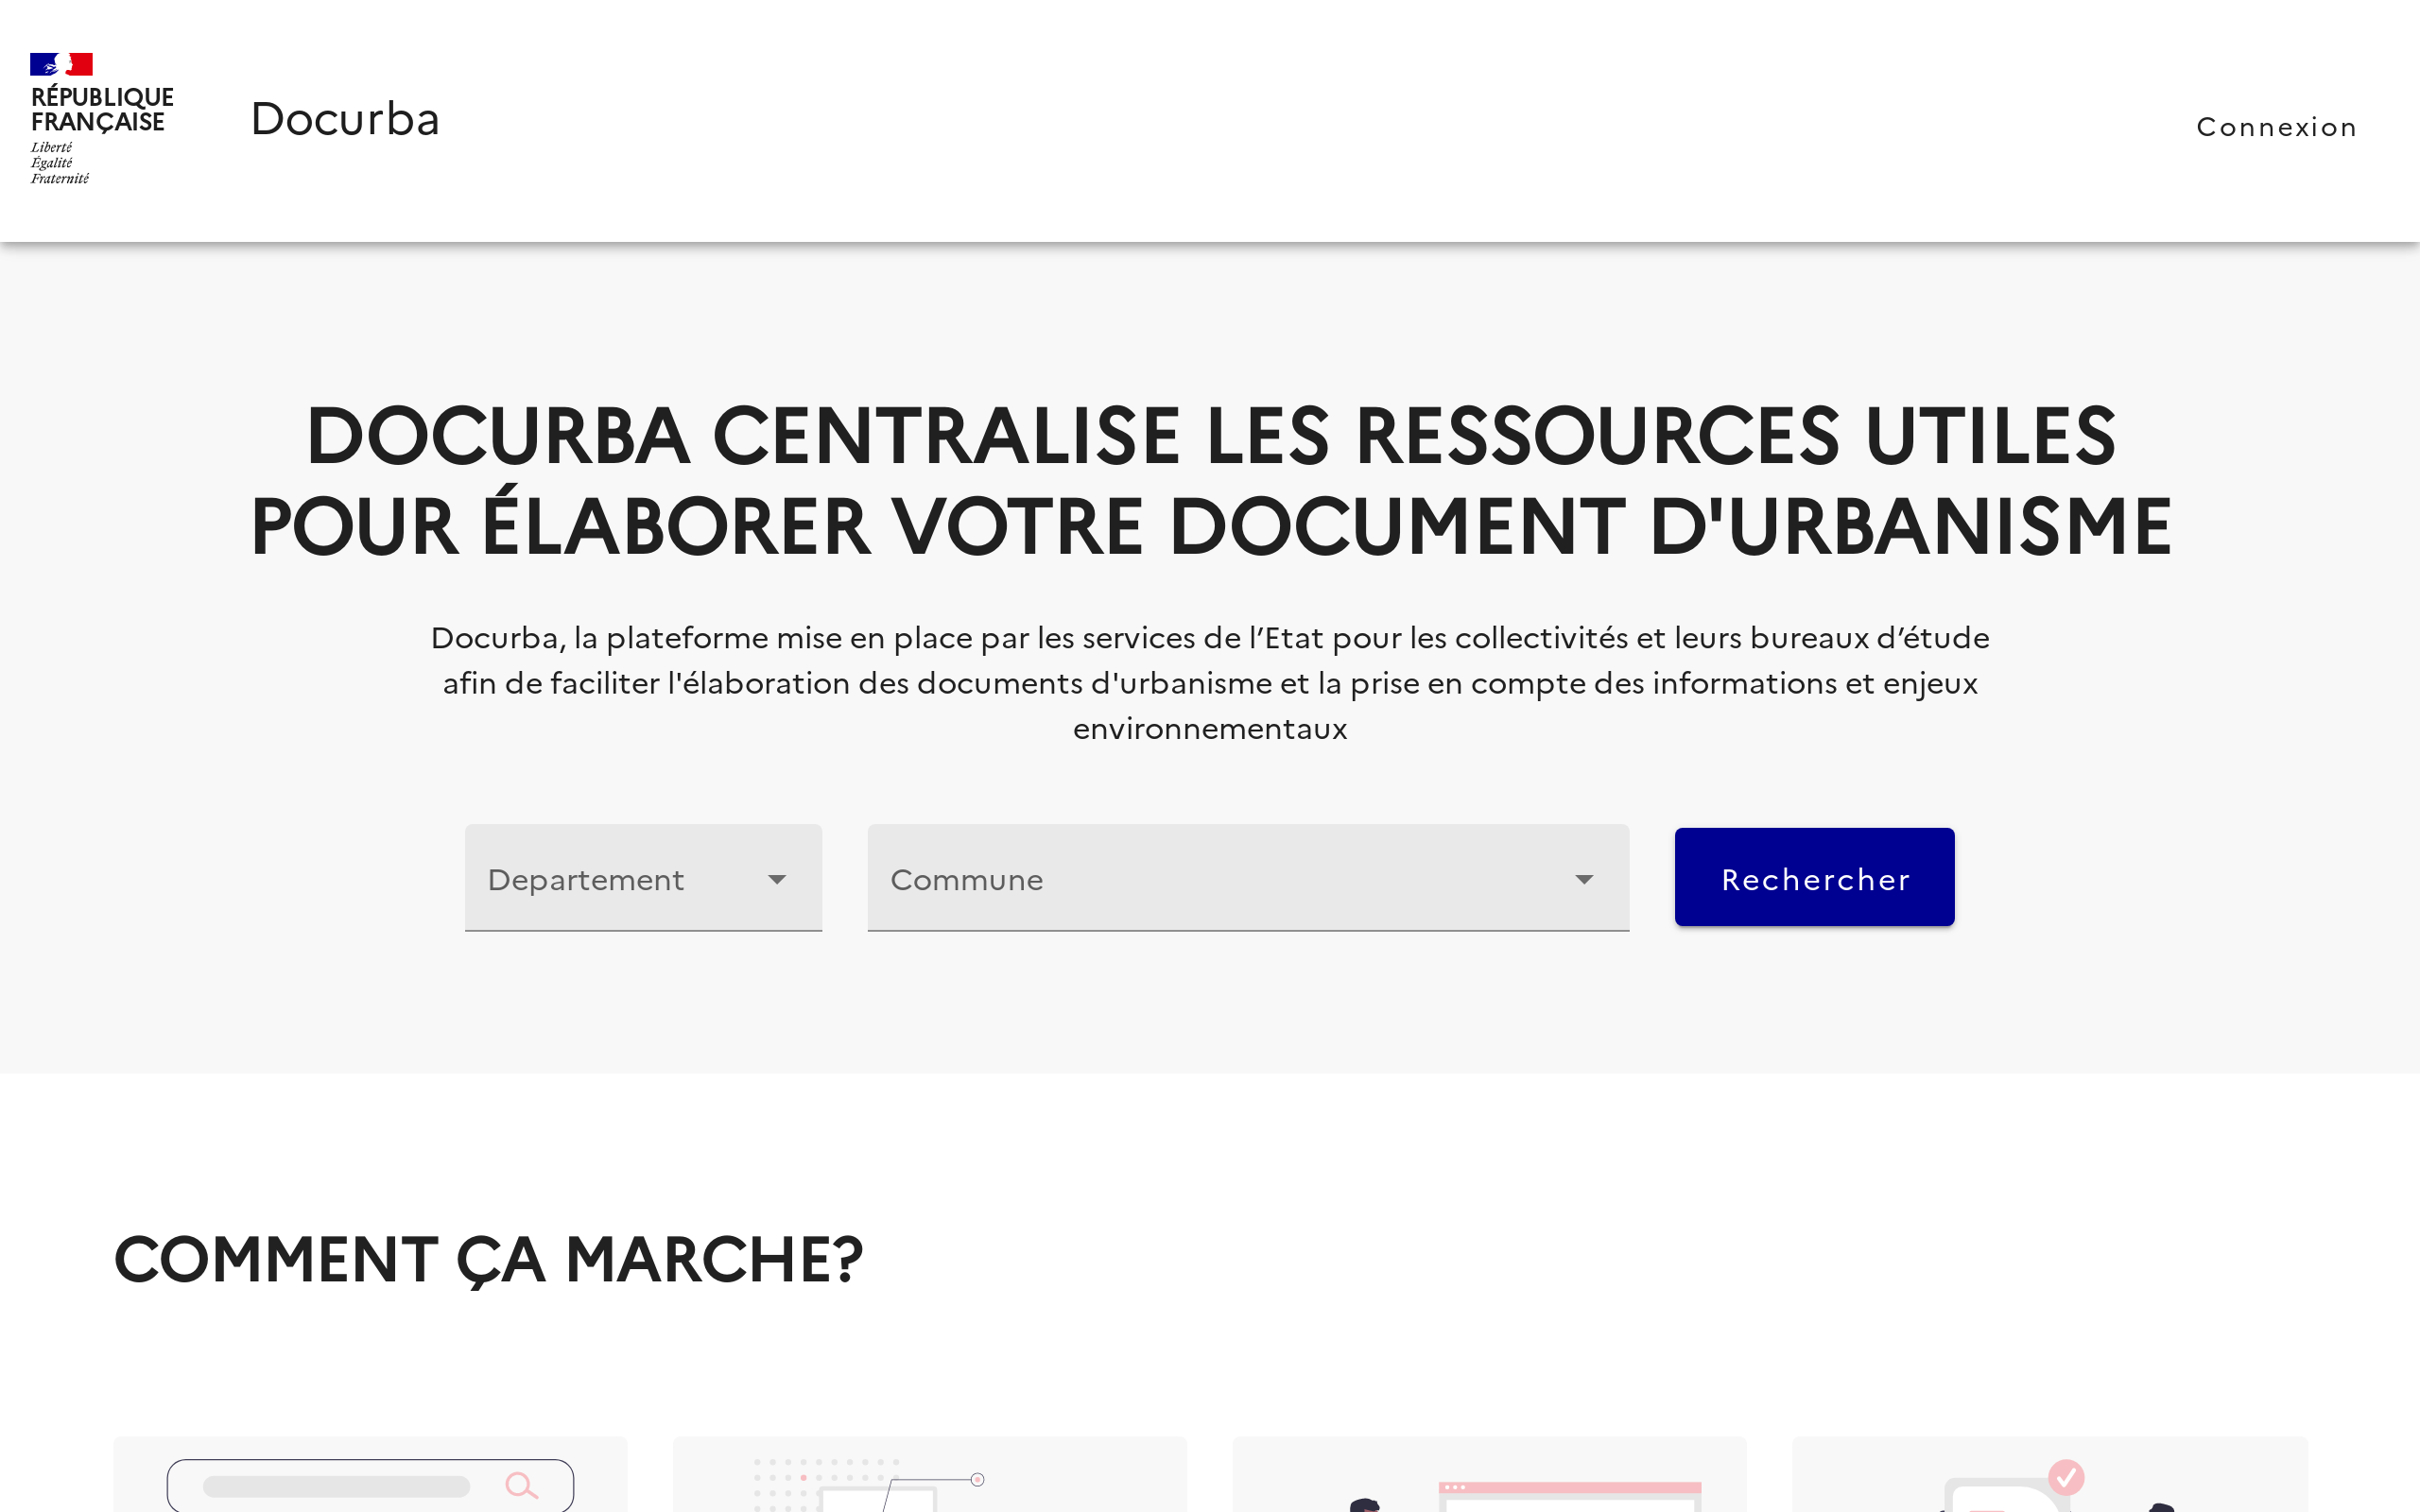 RÉPUBLIQUE
FRANÇAISE
Liberté
Égalité
Fraternité
Docurba
Connexion
DOCURBA CENTRALISE LES RESSOURCES UTILES
POUR ÉLABORER VOTRE DOCUMENT D'URBANISME
Docurba, la plateforme mise en place par les services de l’Etat pour les collectivités et leurs bureaux d’étude
afin de faciliter l'élaboration des documents d'urbanisme et la prise en compte des informations et enjeux
environnementaux
Departement
Commune
Rechercher
COMMENT ÇA MARCHE?